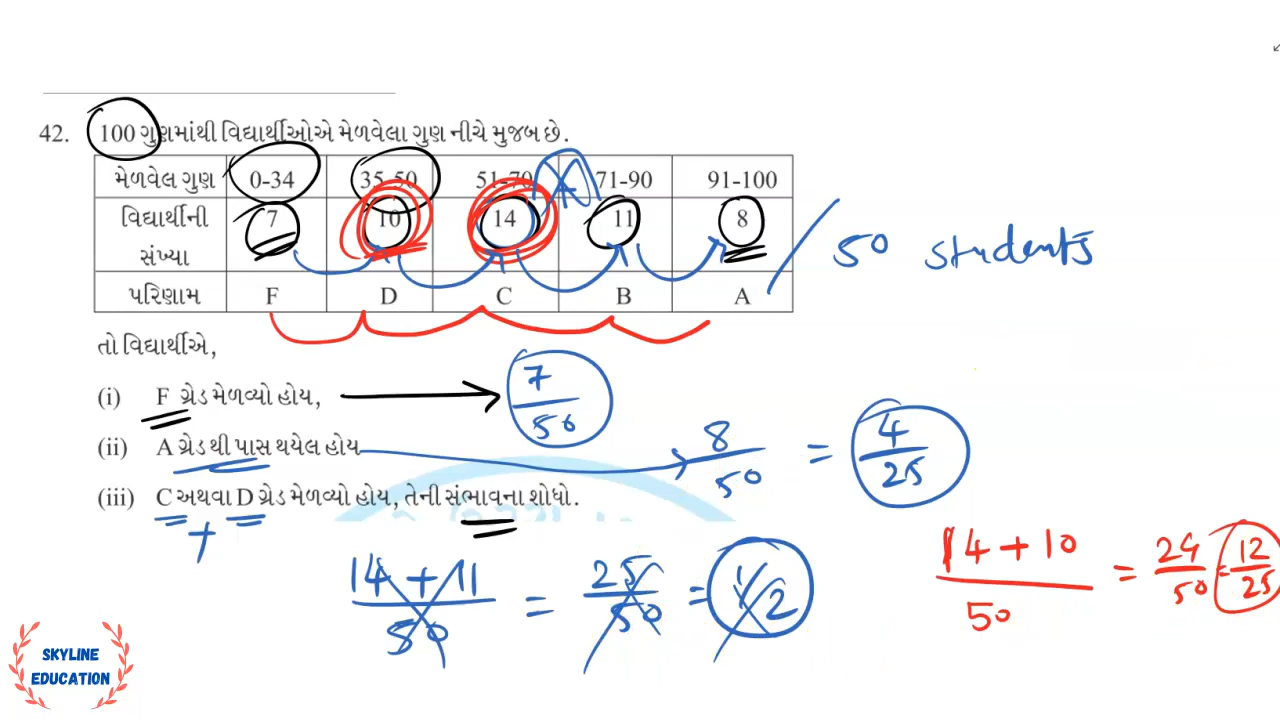 42. 100 ગુણમાંથી વિદ્યાર્થીઓએ મેળવેલા ગુણ નીચે મુજબ છે.
મેળવેલ ગુણ 0-34 35-50 51-70 71-90 91-100
વિદ્યાર્થીની સંખ્યા 7 10 14 11 8
પરિણામ F D C B A
/ 50 students
તો વિદ્યાર્થીએ,
(i) F ગ્રેડ મેળવ્યો હોય, 7/50
(ii) A ગ્રેડથી પાસ થયેલ હોય 8/50 = 4/25
(iii) C અથવા D ગ્રેડ મેળવ્યો હોય, તેની સંભાવના શોધો.
+
14 + 11 / 50 = 25/50 = 1/2
14 + 10 / 50 = 24/50 = 12/25
SKYLINE
EDUCATION